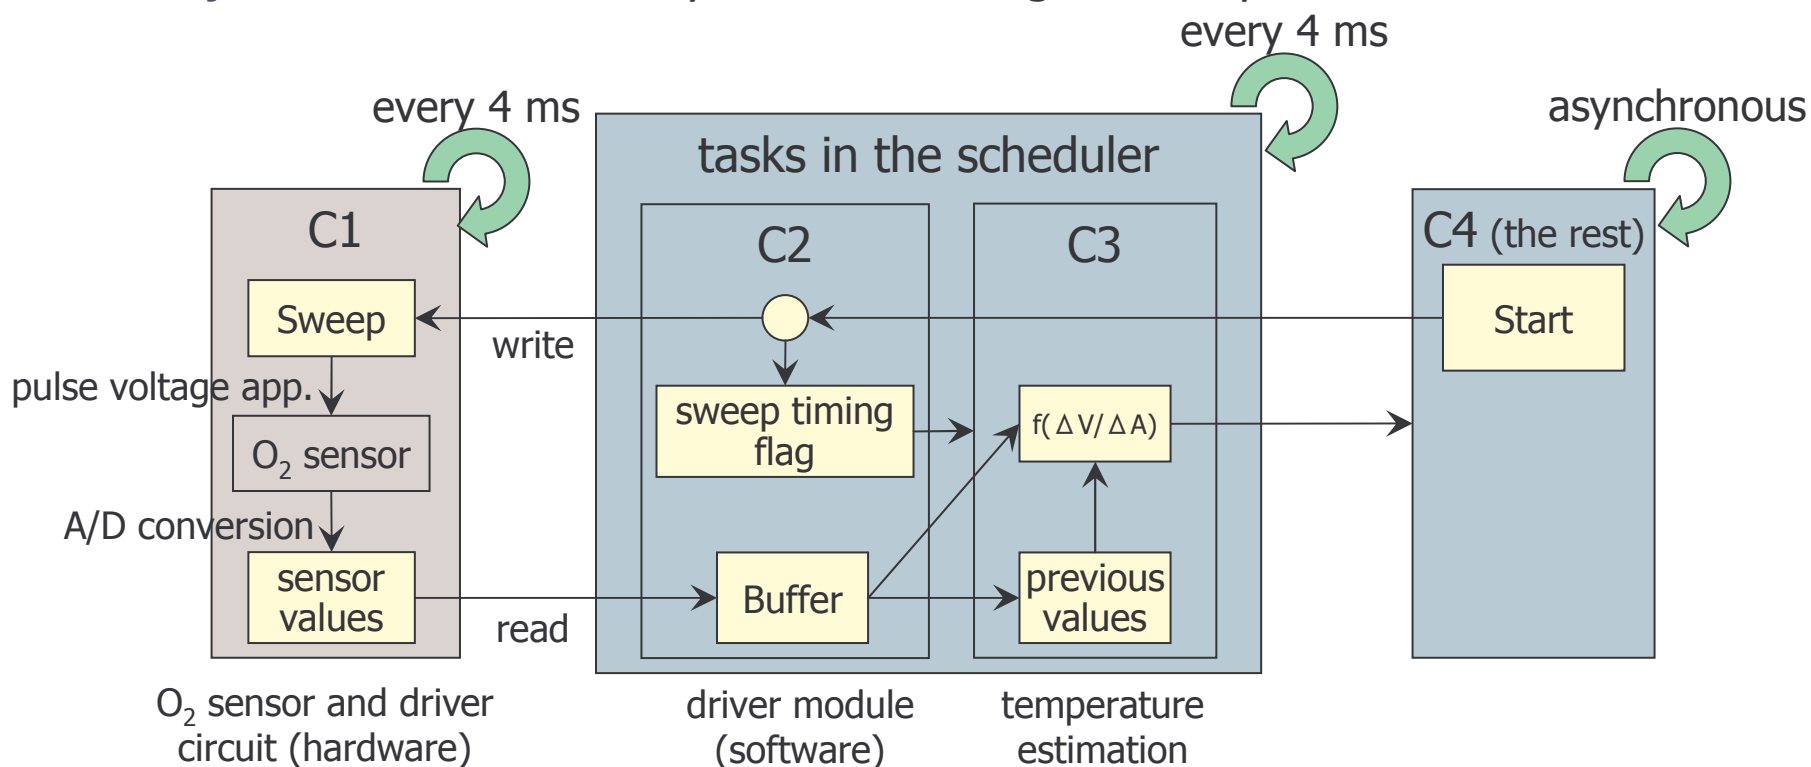 every 4 ms
every 4 ms
asynchronous
tasks in the scheduler
C1
C2
C3
C4 (the rest)
Sweep
write
Start
pulse voltage app.
sweep timing
flag
f(ΔV/ΔA)
O₂ sensor
A/D conversion
sensor
values
read
Buffer
previous
values
O₂ sensor and driver
circuit (hardware)
driver module
(software)
temperature
estimation